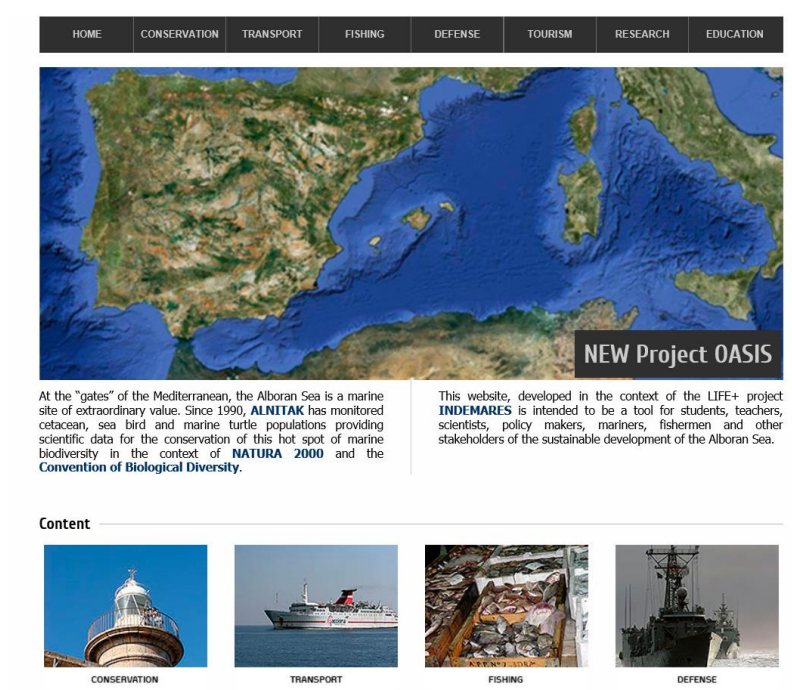 HOME CONSERVATION TRANSPORT FISHING DEFENSE TOURISM RESEARCH EDUCATION
NEW Project OASIS
At the “gates” of the Mediterranean, the Alboran Sea is a marine
site of extraordinary value. Since 1990, ALNITAK has monitored
cetacean, sea bird and marine turtle populations providing
scientific data for the conservation of this hot spot of marine
biodiversity in the context of NATURA 2000 and the
Convention of Biological Diversity.
This website, developed in the context of the LIFE+ project
INDEMARES is intended to be a tool for students, teachers,
scientists, policy makers, mariners, fishermen and other
stakeholders of the sustainable development of the Alboran Sea.
Content
CONSERVATION TRANSPORT FISHING DEFENSE